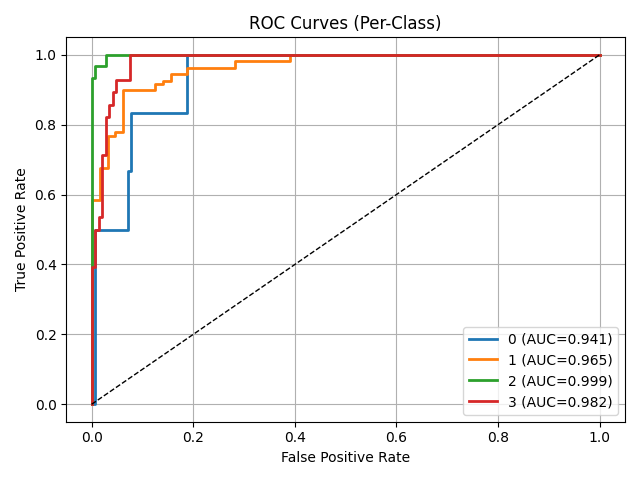 ROC Curves (Per-Class)
True Positive Rate
1.0
0.8
0.6
0.4
0.2
0.0
0 (AUC=0.941)
1 (AUC=0.965)
2 (AUC=0.999)
3 (AUC=0.982)
0.0 0.2 0.4 0.6 0.8 1.0
False Positive Rate